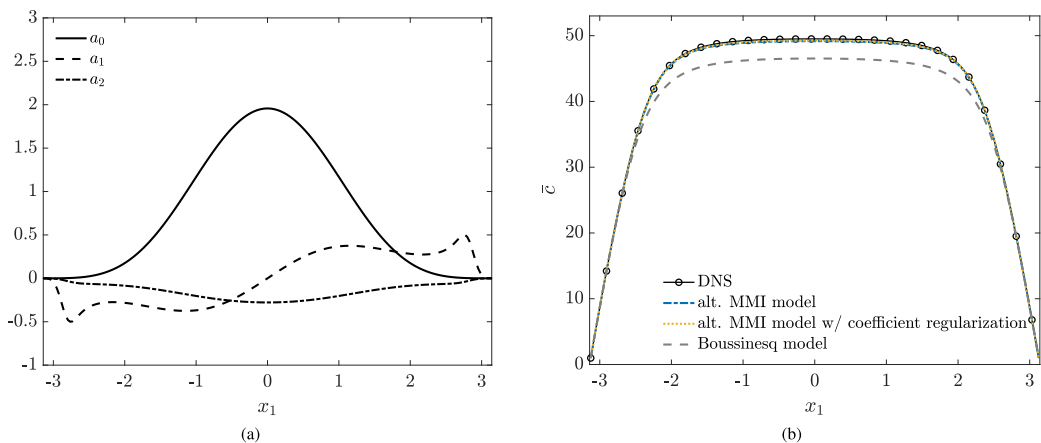 3
2.5
2
1.5
1
0.5
0
-0.5
-1
a₀
a₁
a₂
-3 -2 -1 0 1 2 3
x₁
(a)
50
40
30
20
10
0
c̄
DNS
alt. MMI model
alt. MMI model w/ coefficient regularization
Boussinesq model
-3 -2 -1 0 1 2 3
x₁
(b)